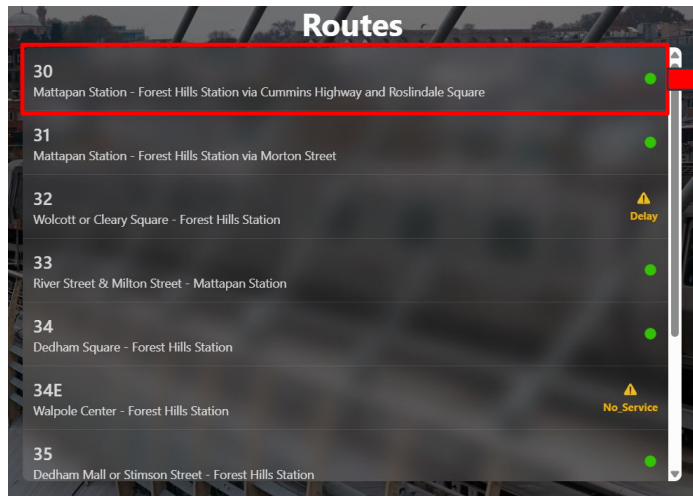 Routes
30
Mattapan Station - Forest Hills Station via Cummins Highway and Roslindale Square
31
Mattapan Station - Forest Hills Station via Morton Street
32
Wolcott or Cleary Square - Forest Hills Station
Delay
33
River Street & Milton Street - Mattapan Station
34
Dedham Square - Forest Hills Station
34E
Walpole Center - Forest Hills Station
No_Service
35
Dedham Mall or Stimson Street - Forest Hills Station